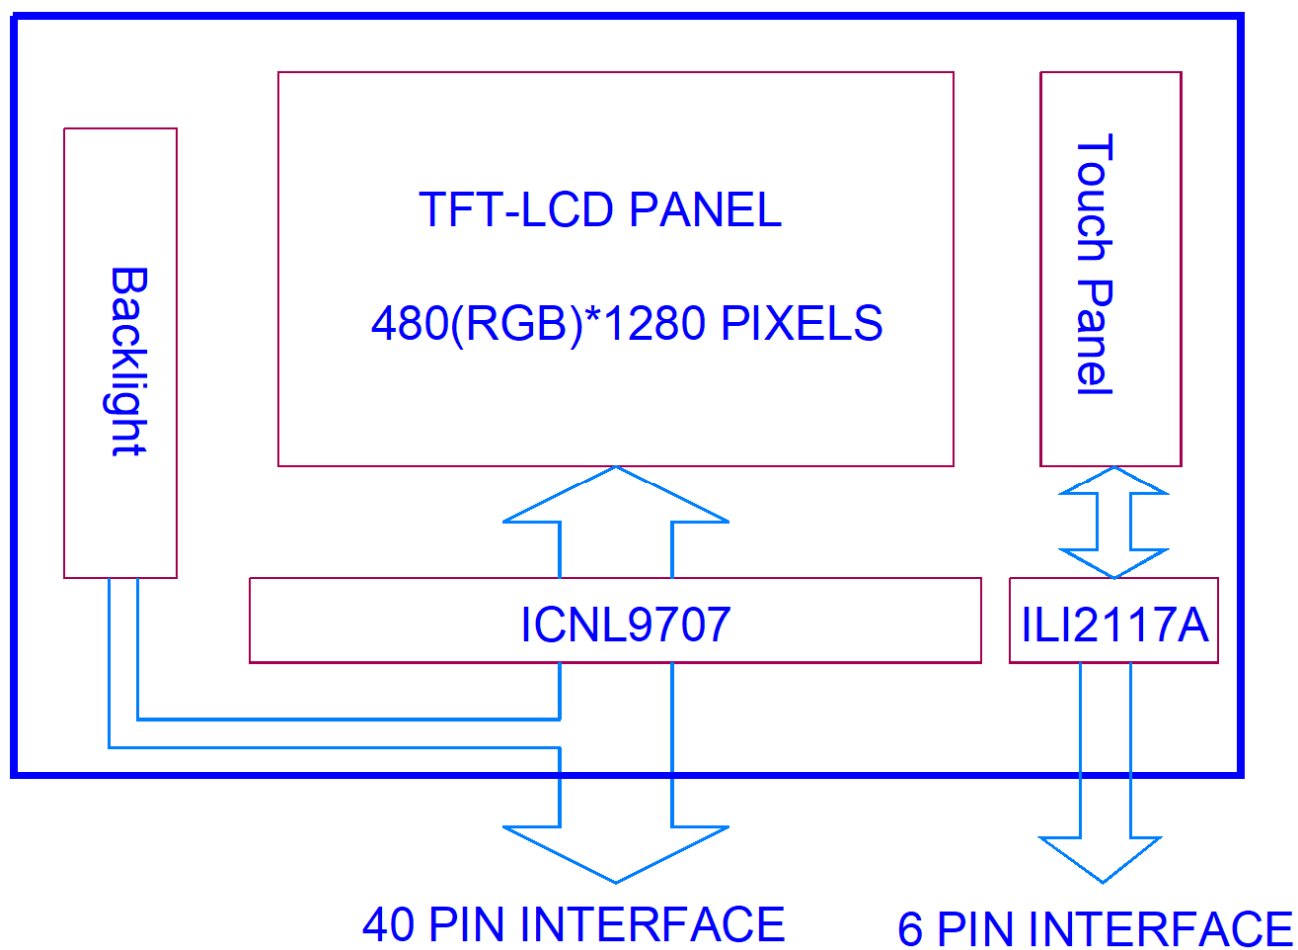 TFT-LCD PANEL
480(RGB)*1280 PIXELS
Backlight
Touch Panel
ICNL9707
ILI2117A
40 PIN INTERFACE
6 PIN INTERFACE